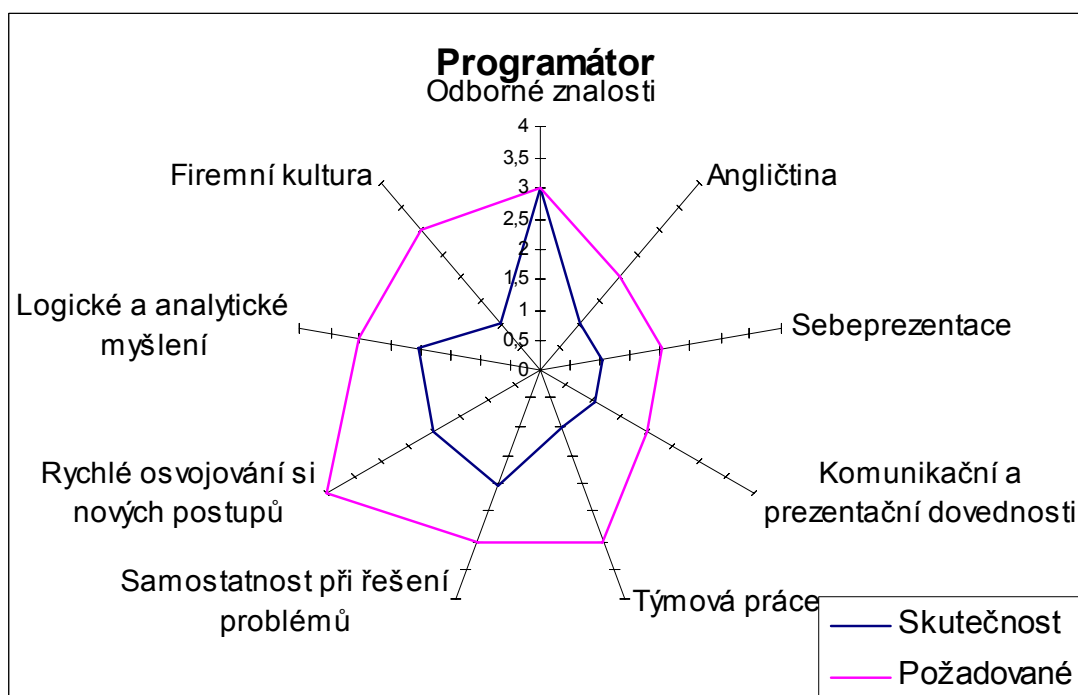 Programátor
Odborné znalosti
4
3,5
3
2,5
2
1,5
1
0,5
0
Angličtina
Sebeprezentace
Komunikační a
prezentační dovednosti
Týmová práce
Samostatnost při řešení
problémů
Rychlé osvojování si
nových postupů
Logické a analytické
myšlení
Firemní kultura
Skutečnost
Požadované